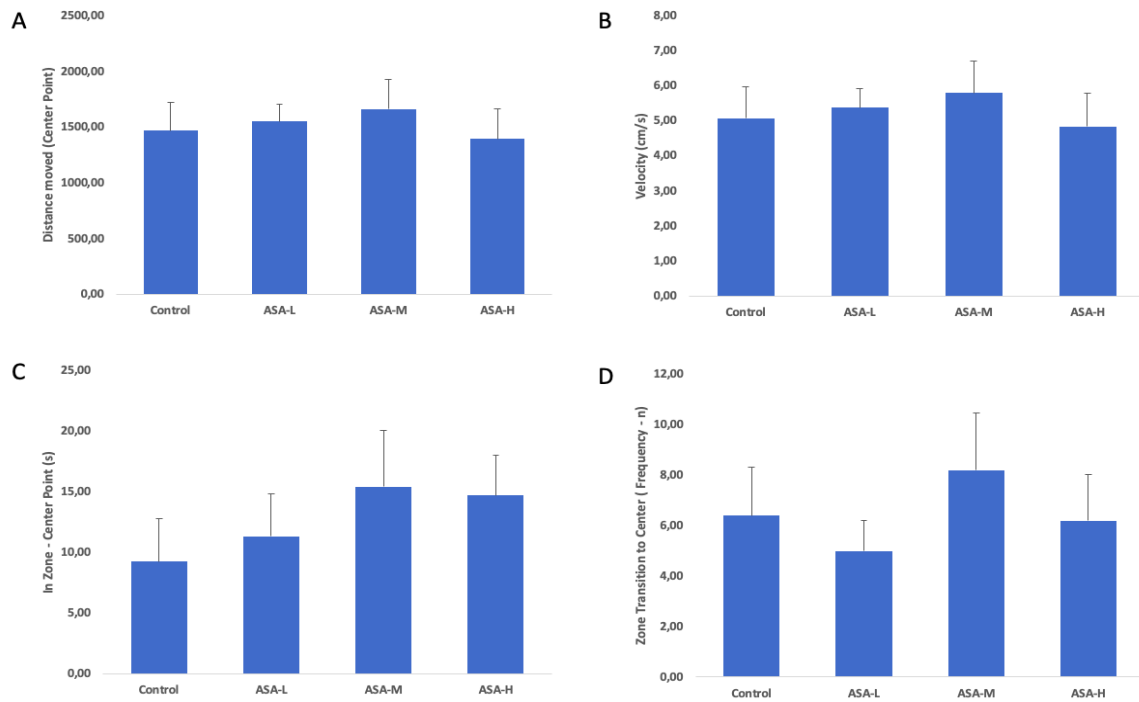 A
Distance moved (Center Point)
2500,00
2000,00
1500,00
1000,00
500,00
0,00
Control ASA-L ASA-M ASA-H
B
Velocity (cm/s)
8,00
7,00
6,00
5,00
4,00
3,00
2,00
1,00
0,00
Control ASA-L ASA-M ASA-H
C
In Zone - Center Point (s)
25,00
20,00
15,00
10,00
5,00
0,00
Control ASA-L ASA-M ASA-H
D
Zone Transition to Center ( Frequency - n)
12,00
10,00
8,00
6,00
4,00
2,00
0,00
Control ASA-L ASA-M ASA-H